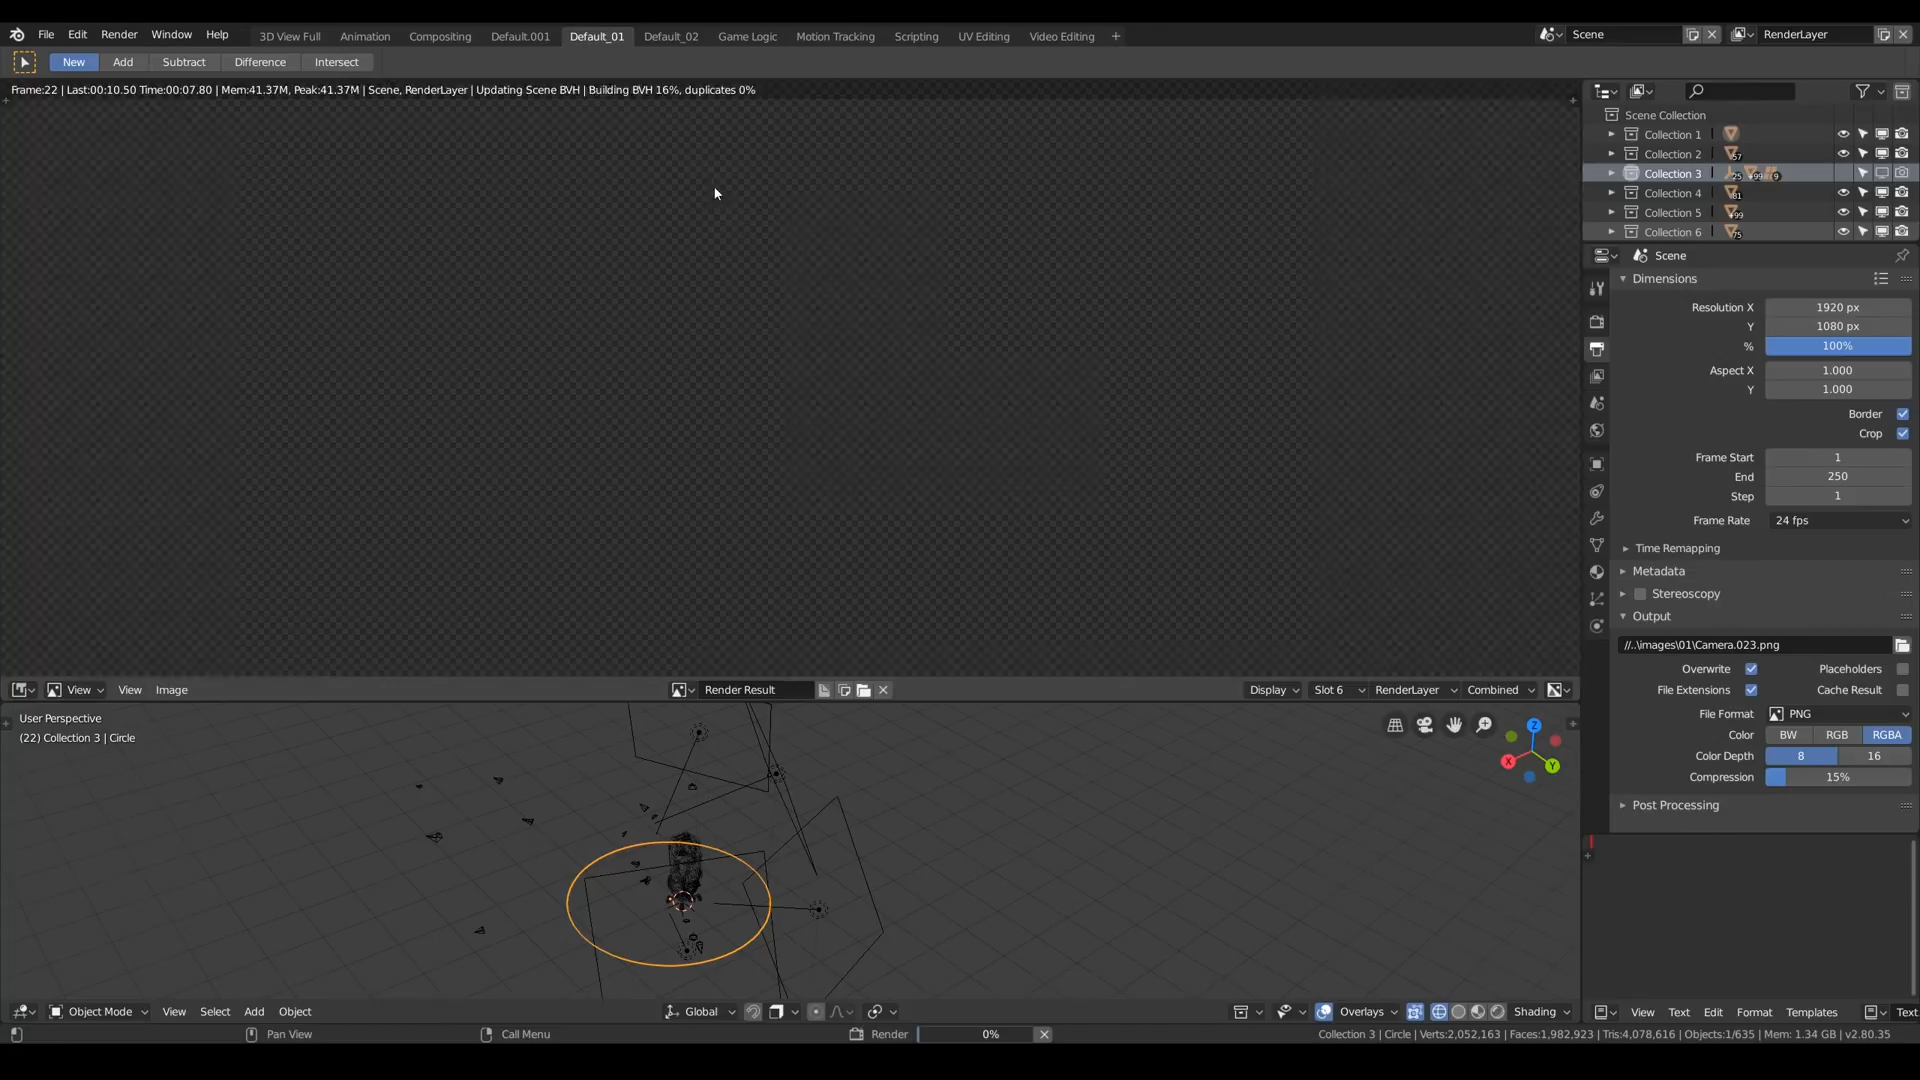 File Edit Render Window Help 3D View Full Animation Compositing Default.001 Default_01 Default_02 Game Logic Motion Tracking Scripting UV Editing Video Editing + Scene RenderLayer
New Add Subtract Difference Intersect
Frame:22 | Last:00:10.50 Time:00:07.80 | Mem:41.37M, Peak:41.37M | Scene, RenderLayer | Updating Scene BVH | Building BVH 16%, duplicates 0%
Scene Collection
Collection 1
Collection 2 57
Collection 3 25 +99 9
Collection 4 81
Collection 5 +99
Collection 6 75
Scene
Dimensions
Resolution X 1920 px
Y 1080 px
% 100%
Aspect X 1.000
Y 1.000
Border
Crop
Frame Start 1
End 250
Step 1
Frame Rate 24 fps
Time Remapping
Metadata
Stereoscopy
Output
//..\images\01\Camera.023.png
Overwrite Placeholders
File Extensions Cache Result
File Format PNG
Color BW RGB RGBA
Color Depth 8 16
Compression 15%
Post Processing
View View Image Render Result Display Slot 6 RenderLayer Combined
User Perspective
(22) Collection 3 | Circle
Z
X
Y
Object Mode View Select Add Object Global Overlays Shading View Text Edit Format Templates Text
Pan View Call Menu Render 0% Collection 3 | Circle | Verts:2,052,163 | Faces:1,982,923 | Tris:4,078,616 | Objects:1/635 | Mem: 1.34 GB | v2.80.35